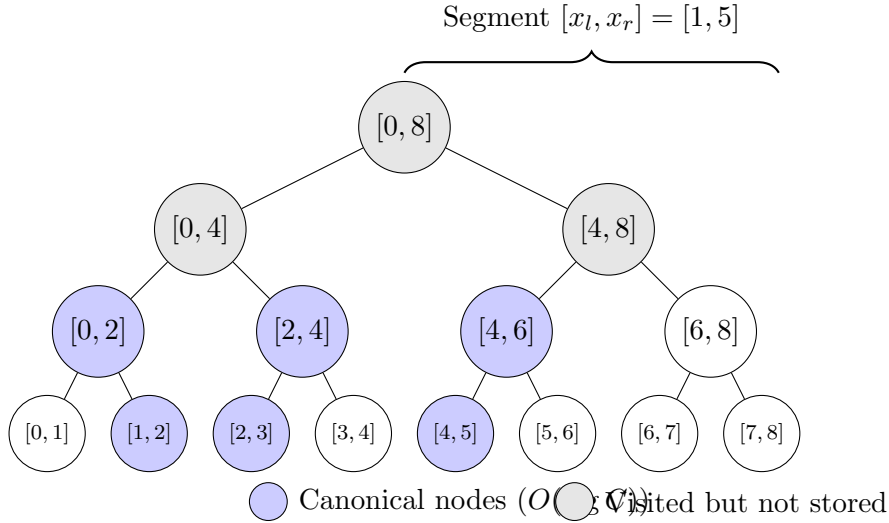 Segment [x_l, x_r] = [1, 5]
[0, 8]
[0, 4] [4, 8]
[0, 2] [2, 4] [4, 6] [6, 8]
[0, 1] [1, 2] [2, 3] [3, 4] [4, 5] [5, 6] [6, 7] [7, 8]
Canonical nodes Visited but not stored